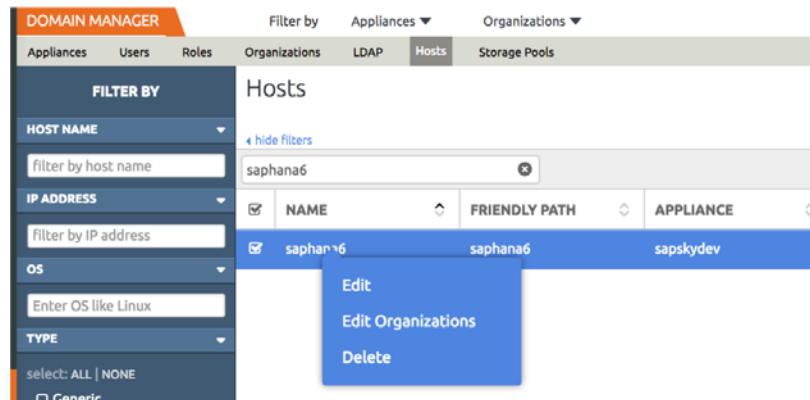 DOMAIN MANAGER Filter by Appliances Organizations
Appliances Users Roles Organizations LDAP Hosts Storage Pools
FILTER BY
Hosts
HOST NAME
hide filters
filter by host name
saphana6
IP ADDRESS
NAME FRIENDLY PATH APPLIANCE
filter by IP address
saphana6 saphana6 sapskydev
OS
Edit
Enter OS like Linux
Edit Organizations
TYPE
Delete
select: ALL | NONE
Generic